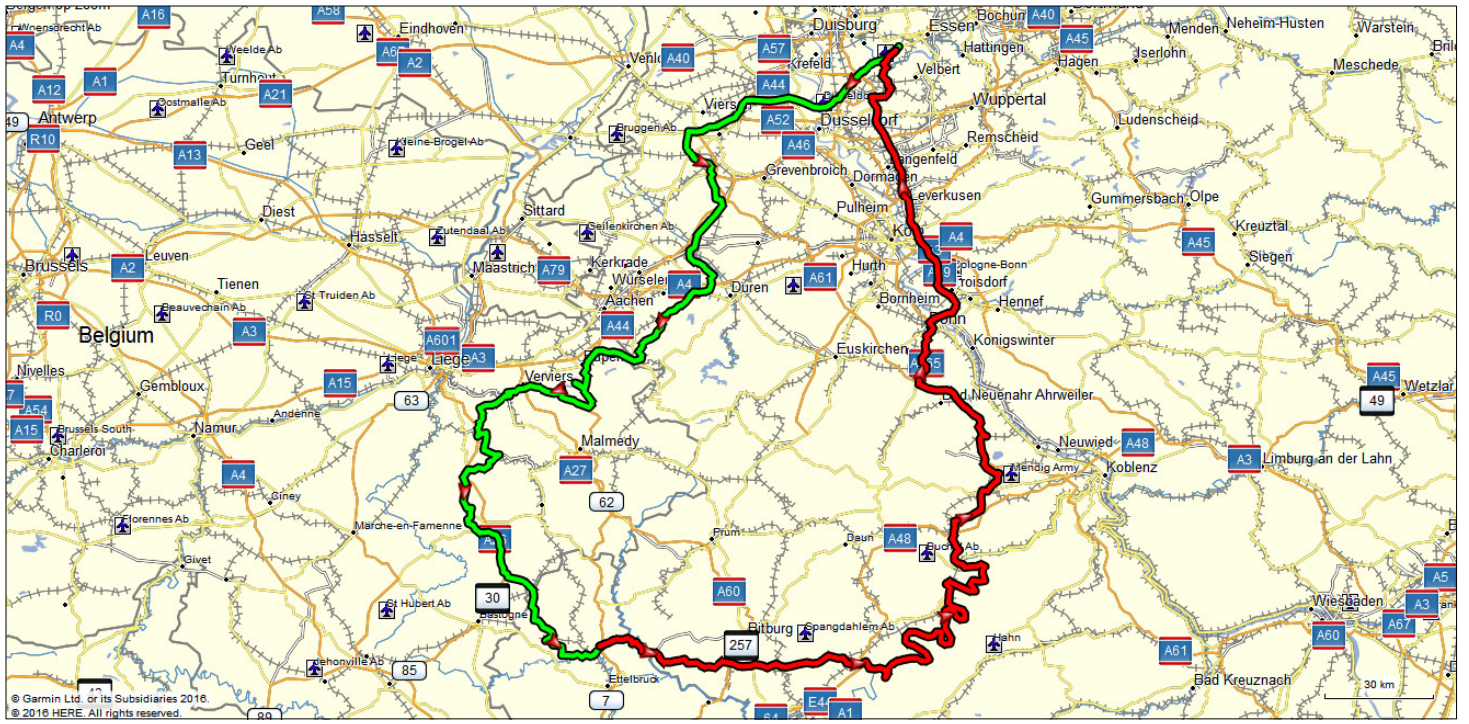 A16
A58
Eindhoven
Duisburg
Essen
Bochum
A40
Neheim-Husten
Woensdrecht Ab
A4
Weelde Ab
A2
A57
Hattingen
A45
Menden
Warstein
Iserlohn
A1
A12
Turnhout
A21
A40
Krefeld
A44
Velbert
Hagen
Meschede
49
Antwerp
Oostmalle Ab
Wuppertal
Ludenscheid
R10
Geel
Kleine-Brogel Ab
Bruggen Ab
A52
Dusseldorf
Remscheid
A13
A46
Langenfeld
Grevenbroich
Dormagen
Leverkusen
Gummersbach
Olpe
Diest
Sittard
Pulheim
Kreuztal
Hasselt
Zutendaal Ab
Geilenkirchen Ab
A4
A45
Brussels
Leuven
A2
Maastricht
A79
Kerkrade
Wurselen
A61
Hurth
Cologne-Bonn
Siegen
Troisdorf
Tienen
St Truiden Ab
A4
Duren
Bornheim
Hennef
Beauvechain Ab
Aachen
R0
A3
A44
Bonn
Belgium
A601
Liege
Liege
A3
Euskirchen
Konigswinter
Nivelles
Gembloux
A15
Verviers
A45
Wetzlar
A54
63
Bad Neuenahr Ahrweiler
49
A15
Brussels South
Andenne
Namur
Charleroi
Malmedy
Neuwied
A48
A4
A27
Mendig Army
Koblenz
A3
Limburg an der Lahn
Ciney
62
Florennes Ab
Marche-en-Famenne
Prum
Daun
A48
Givet
A60
A5
30
St Hubert Ab
Bastogne
Wiesbaden
A3
Bitburg
Spangdahlem Ab
257
Hahn
A60
A67
A61
Jehonville Ab
85
Ettelbruck
Bad Kreuznach
30 km
7
E44
A1
© Garmin Ltd. or its Subsidiaries 2016.
© 2016 HERE. All rights reserved.
89
64